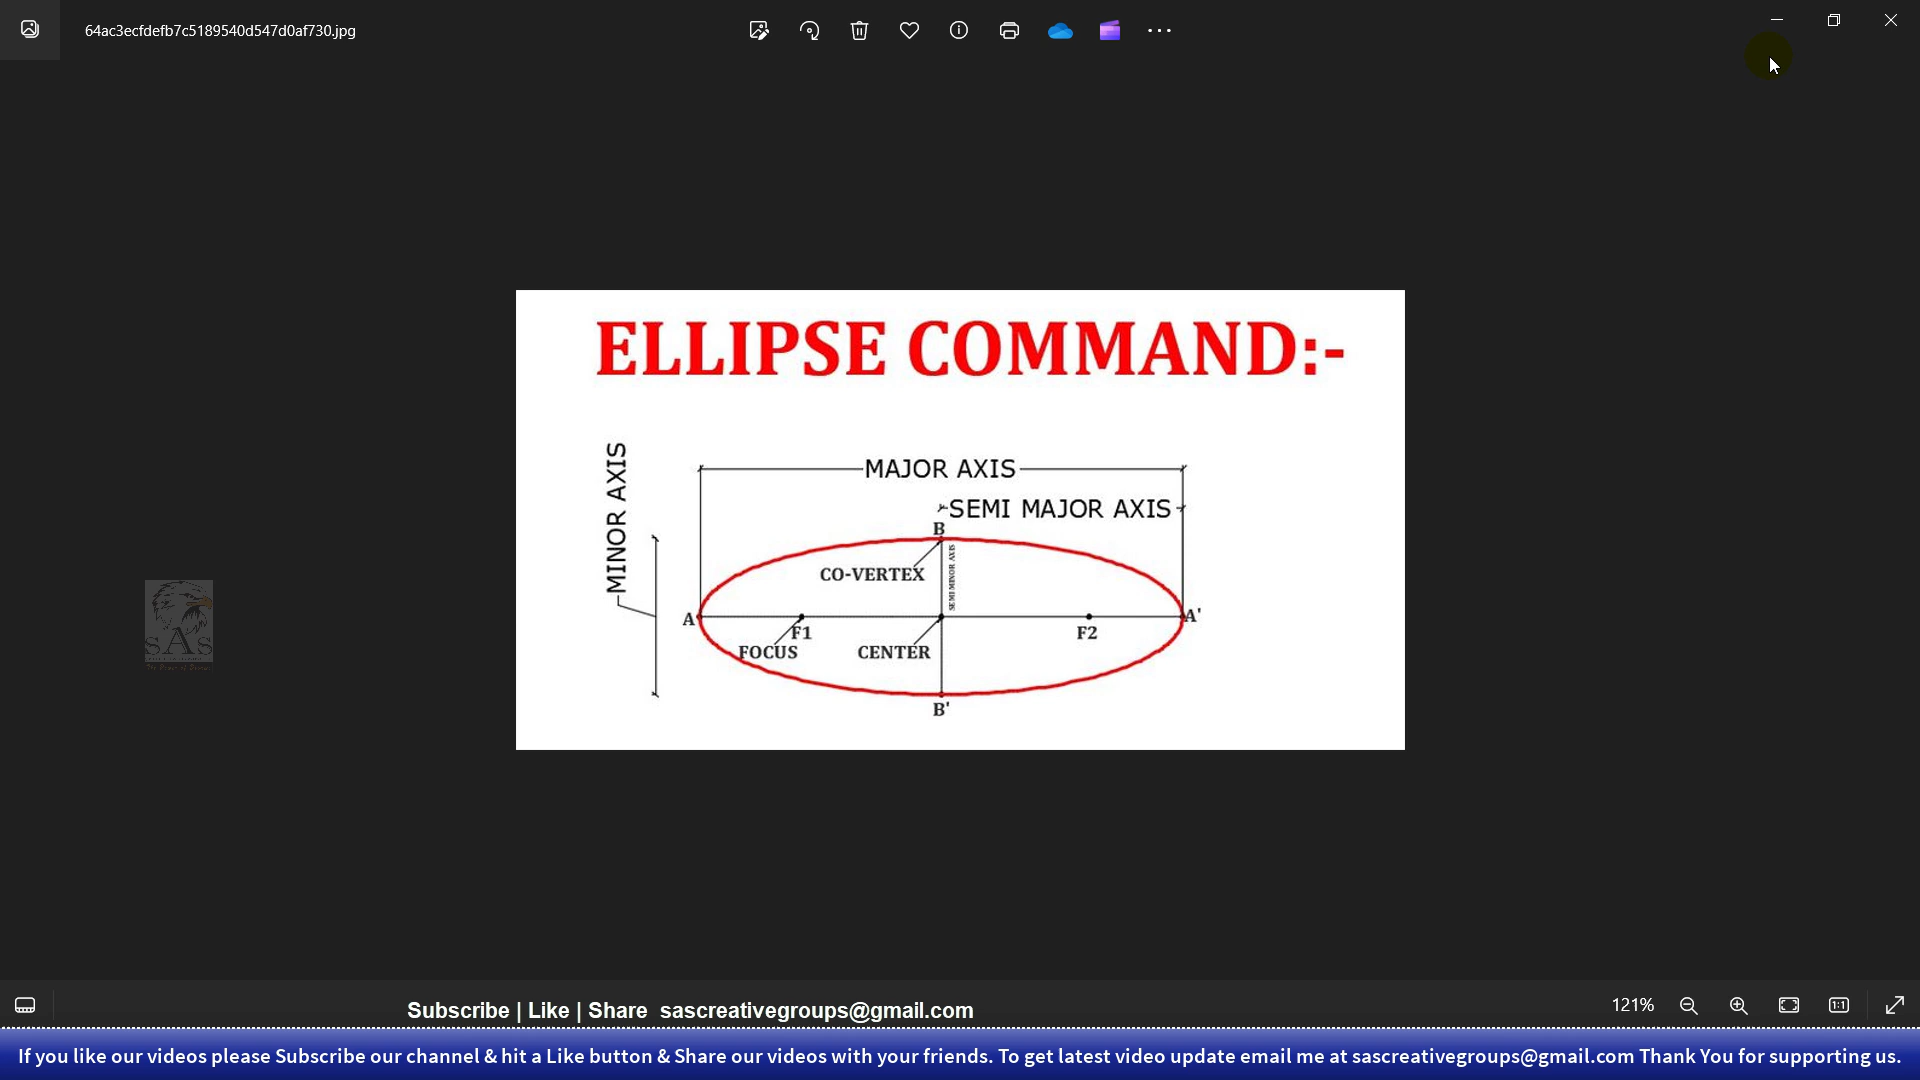 64ac3ecfdefb7c5189540d547d0af730.jpg
ELLIPSE COMMAND:-
MAJOR AXIS
SEMI MAJOR AXIS
MINOR AXIS
B
CO-VERTEX
SEMI MINOR AXIS
A
A'
F1
F2
FOCUS
CENTER
B'
SAS
121%
1:1
Subscribe | Like | Share sascreativegroups@gmail.com
If you like our videos please Subscribe our channel & hit a Like button & Share our videos with your friends. To get latest video update email me at sascreativegroups@gmail.com Thank You for supporting us.